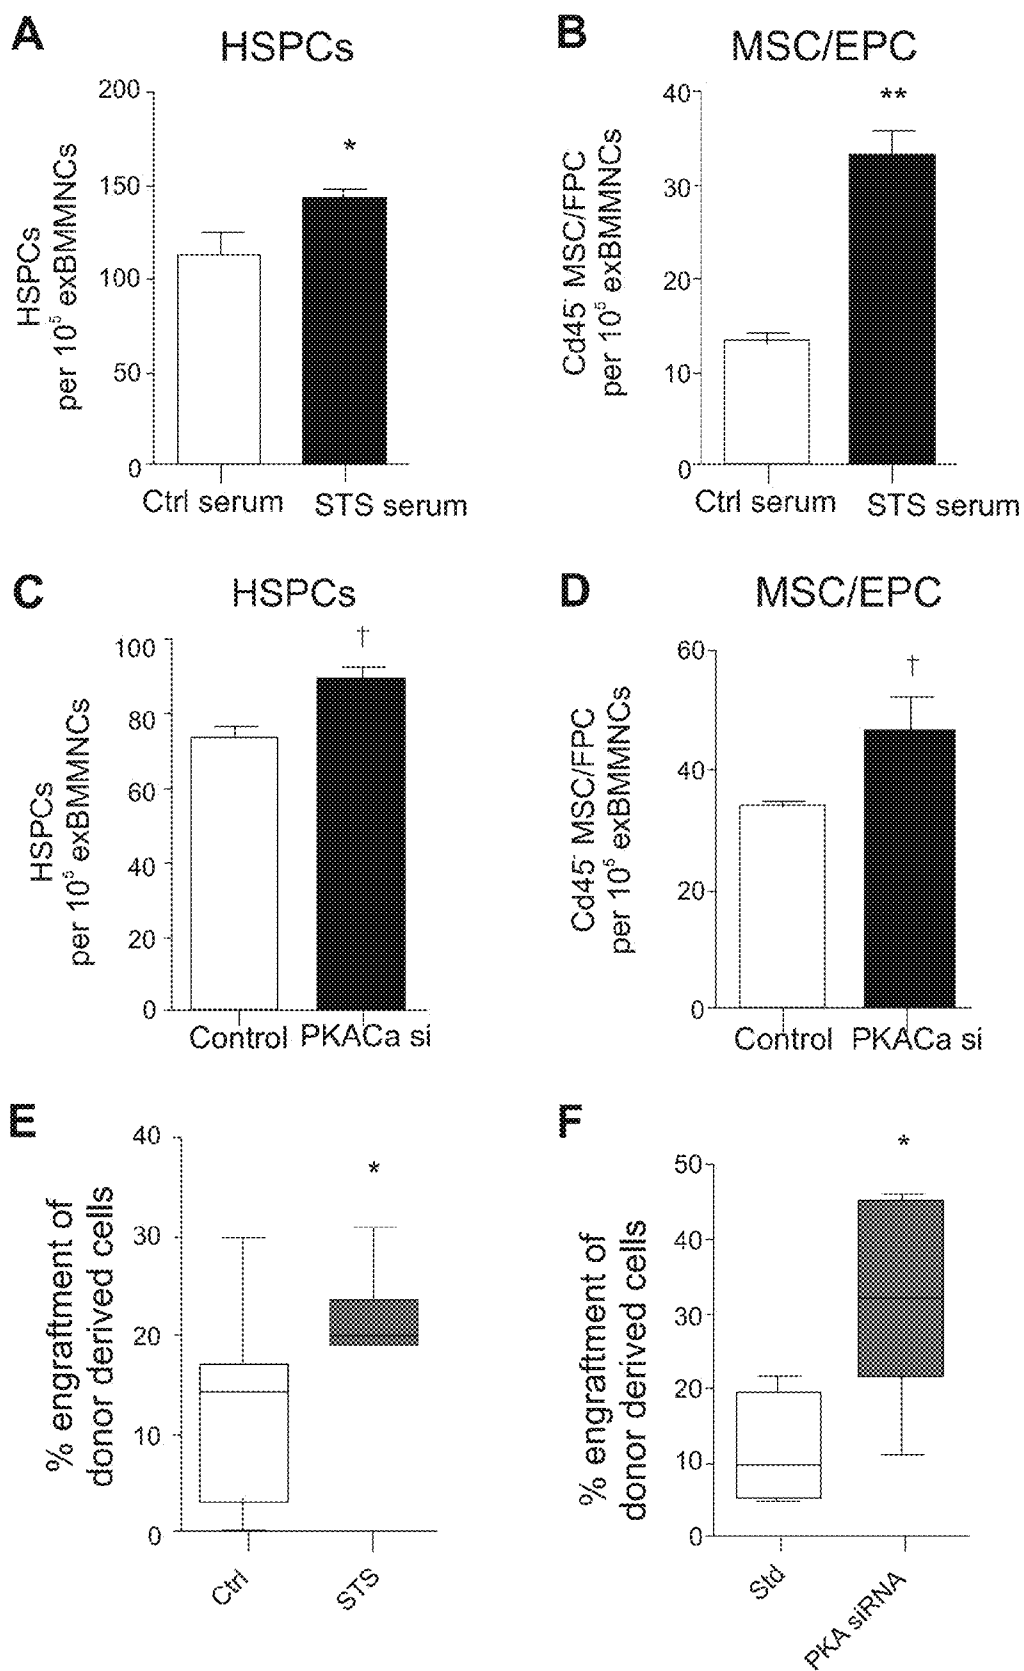 A
HSPCs
HSPCs
per 10⁵ exBMMNCs
200
150
100
50
0
*
Ctrl serum
STS serum
B
MSC/EPC
Cd45⁻ MSC/FPC
per 10⁵ exBMMNCs
40
30
20
10
0
**
Ctrl serum
STS serum
C
HSPCs
HSPCs
per 10⁵ exBMMNCs
100
80
60
40
20
0
†
Control
PKACa si
D
MSC/EPC
Cd45⁻ MSC/FPC
per 10⁵ exBMMNCs
60
40
20
0
†
Control
PKACa si
E
% engraftment of
donor derived cells
40
30
20
10
0
*
Ctrl
STS
F
% engraftment of
donor derived cells
50
40
30
20
10
0
*
Std
PKA siRNA